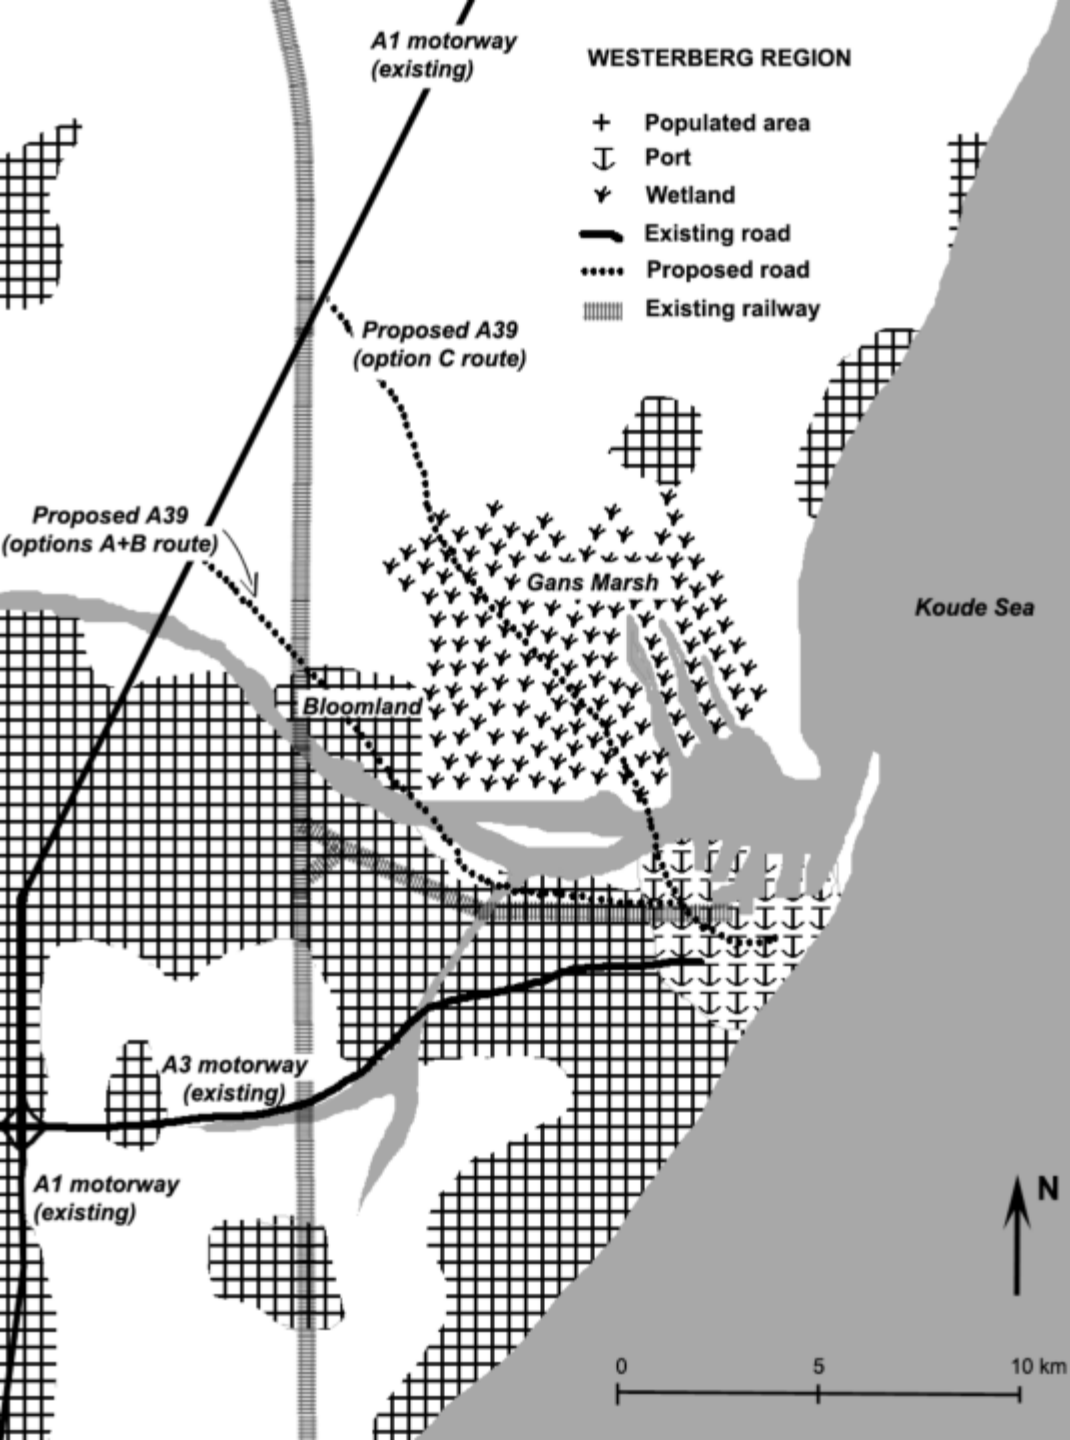 A1 motorway
(existing)
WESTERBERG REGION
Populated area
Port
Wetland
Existing road
Proposed road
Existing railway
Proposed A39
(option C route)
Proposed A39
(options A+B route)
Gans Marsh
Koude Sea
Bloomland
A3 motorway
(existing)
A1 motorway
(existing)
N
0 5 10 km